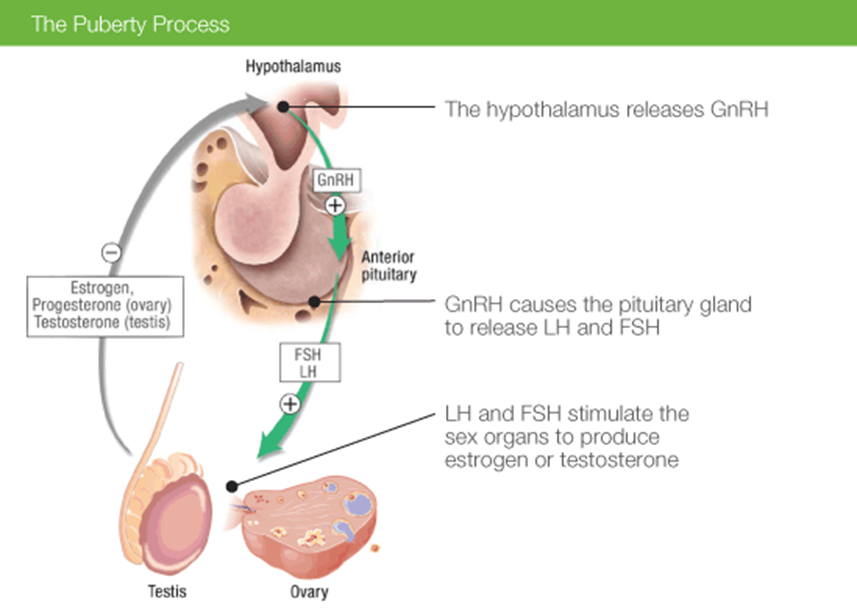 The Puberty Process
Hypothalamus
The hypothalamus releases GnRH
GnRH
+
Anterior
pituitary
−
Estrogen,
Progesterone (ovary)
Testosterone (testis)
GnRH causes the pituitary gland
to release LH and FSH
FSH
LH
+
LH and FSH stimulate the
sex organs to produce
estrogen or testosterone
Testis
Ovary